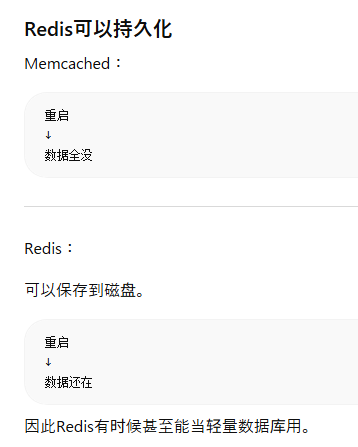 Redis可以持久化
Memcached：
重启
↓
数据全没
Redis：
可以保存到磁盘。
重启
↓
数据还在
因此Redis有时候甚至能当轻量数据库用。